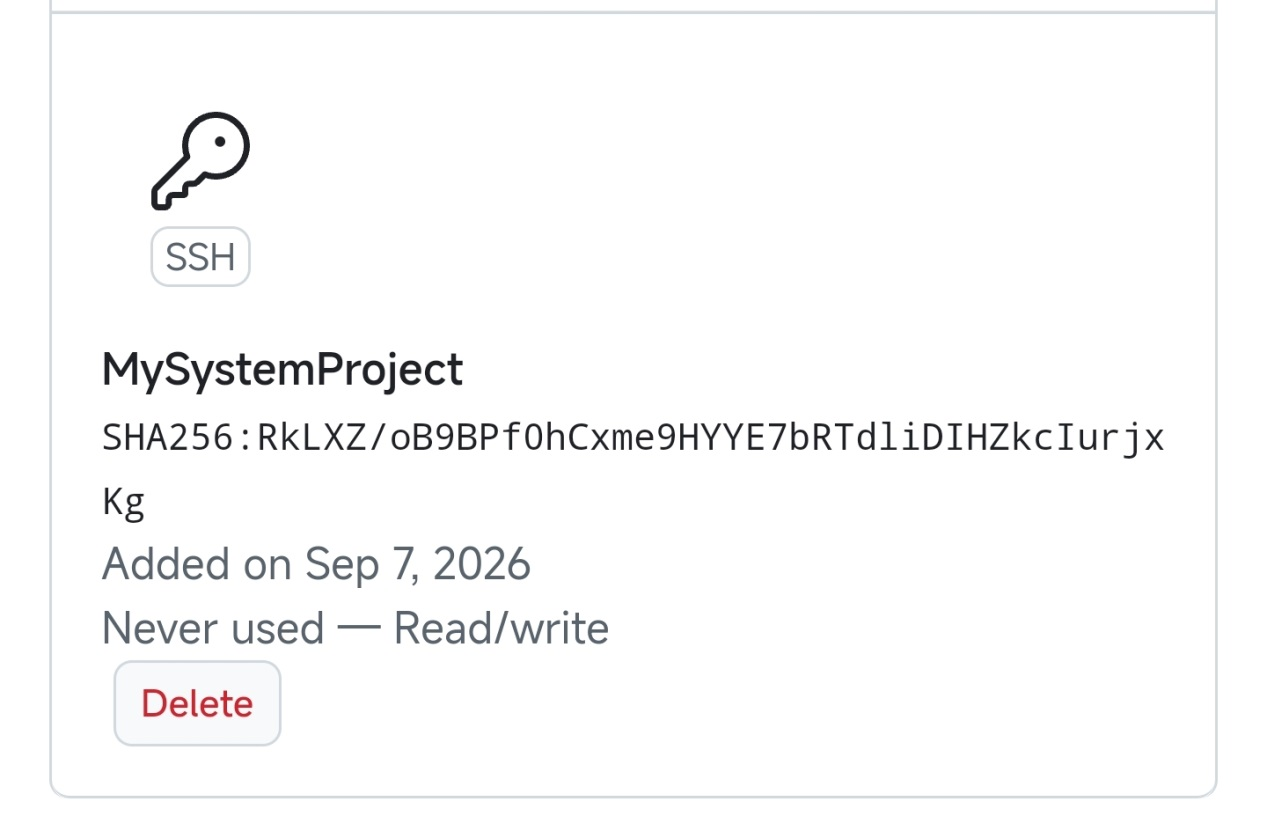 SSH
MySystemProject
SHA256:RkLXZ/oB9BPf0hCxme9HYYE7bRTdliDIHZkcIurjx
Kg
Added on Sep 7, 2026
Never used — Read/write
Delete